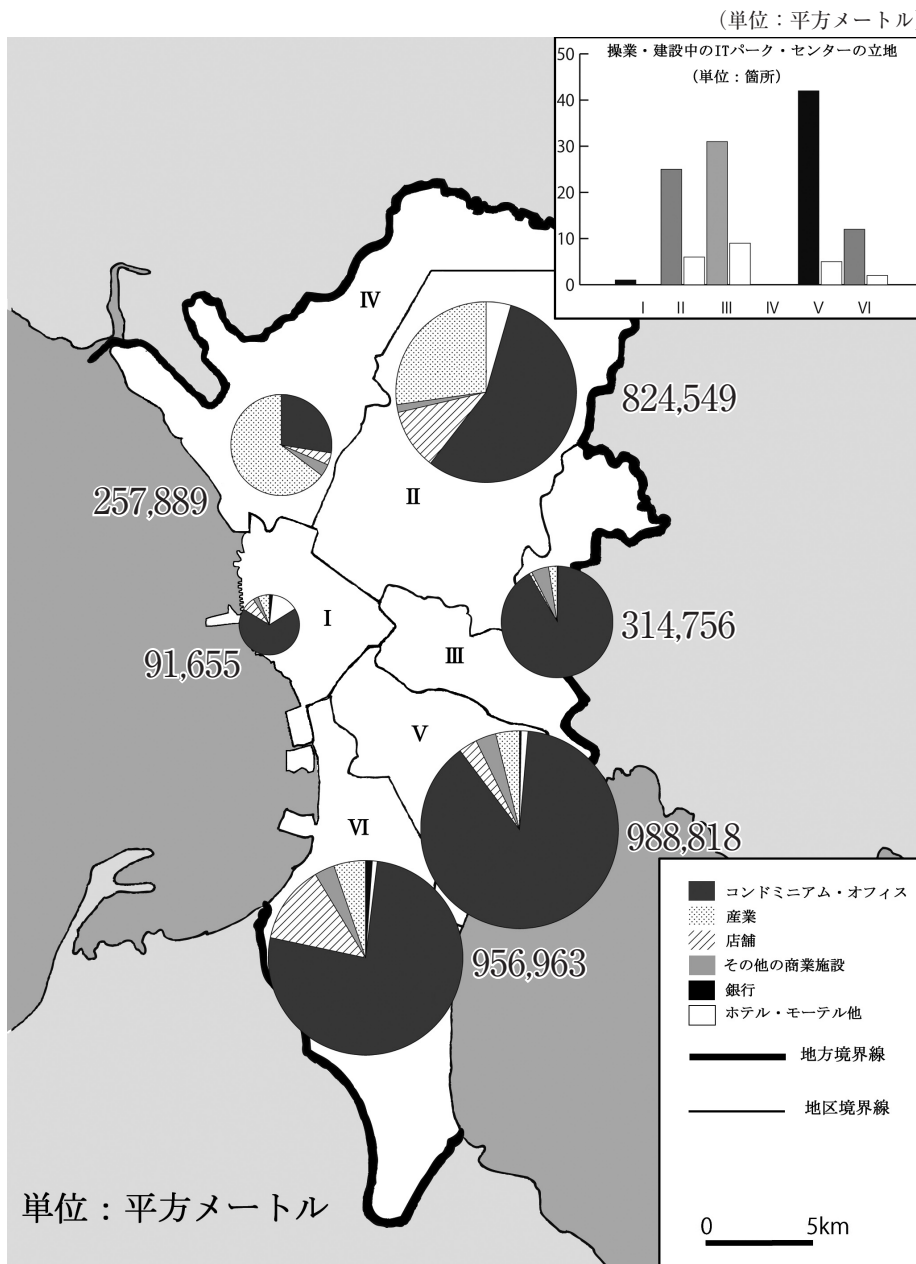 (単位：平方メートル)
操業・建設中のITパーク・センターの立地
(単位：箇所)
50
40
30
20
10
0
I II III IV V VI
IV
824,549
II
257,889
I
314,756
III
91,655
V
988,818
VI
コンドミニアム・オフィス
産業
店舗
その他の商業施設
銀行
ホテル・モーテル他
956,963
地方境界線
地区境界線
単位：平方メートル
0 5km